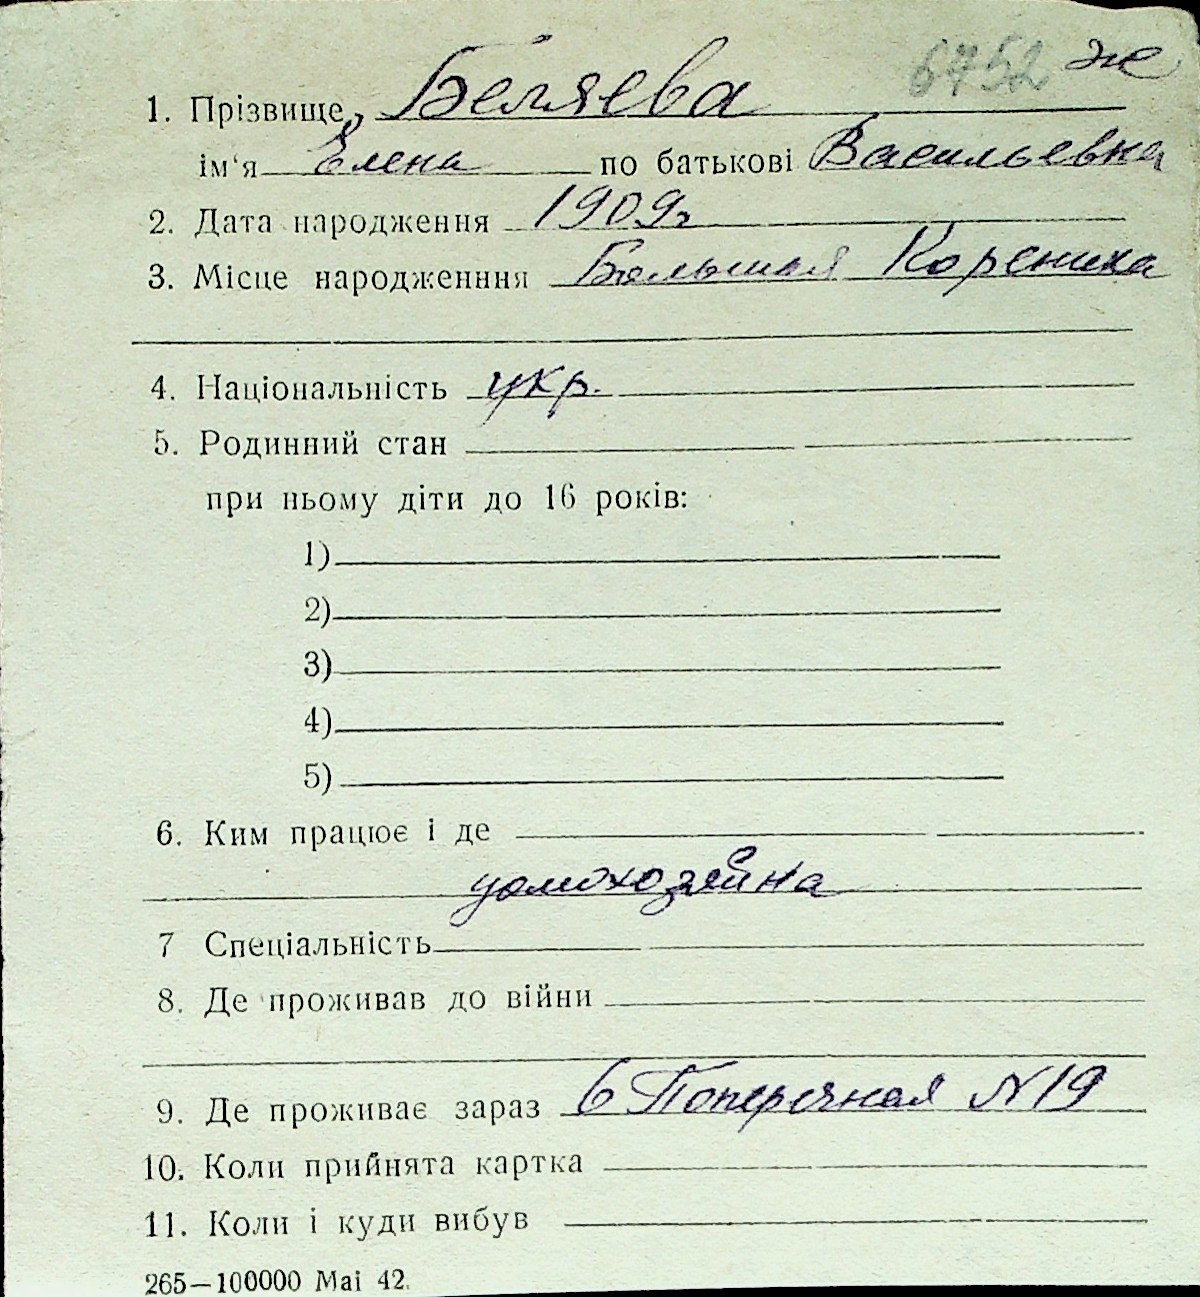 6752 же
1. Прізвище, Беляева
ім‘я Елена по батькові Васильевна
2. Дата народження 1909г
3. Місце народженння Большая Корениха
4. Національність укр.
5. Родинний стан
при ньому діти до 16 років:
1)
2)
3)
4)
5)
6. Ким працює і де
домохозяйка
7 Спеціальність
8. Де проживав до війни
9. Де проживає зараз 6 Поперечная N 19
10. Коли прийнята картка
11. Коли і куди вибув
265—100000 Mai 42.